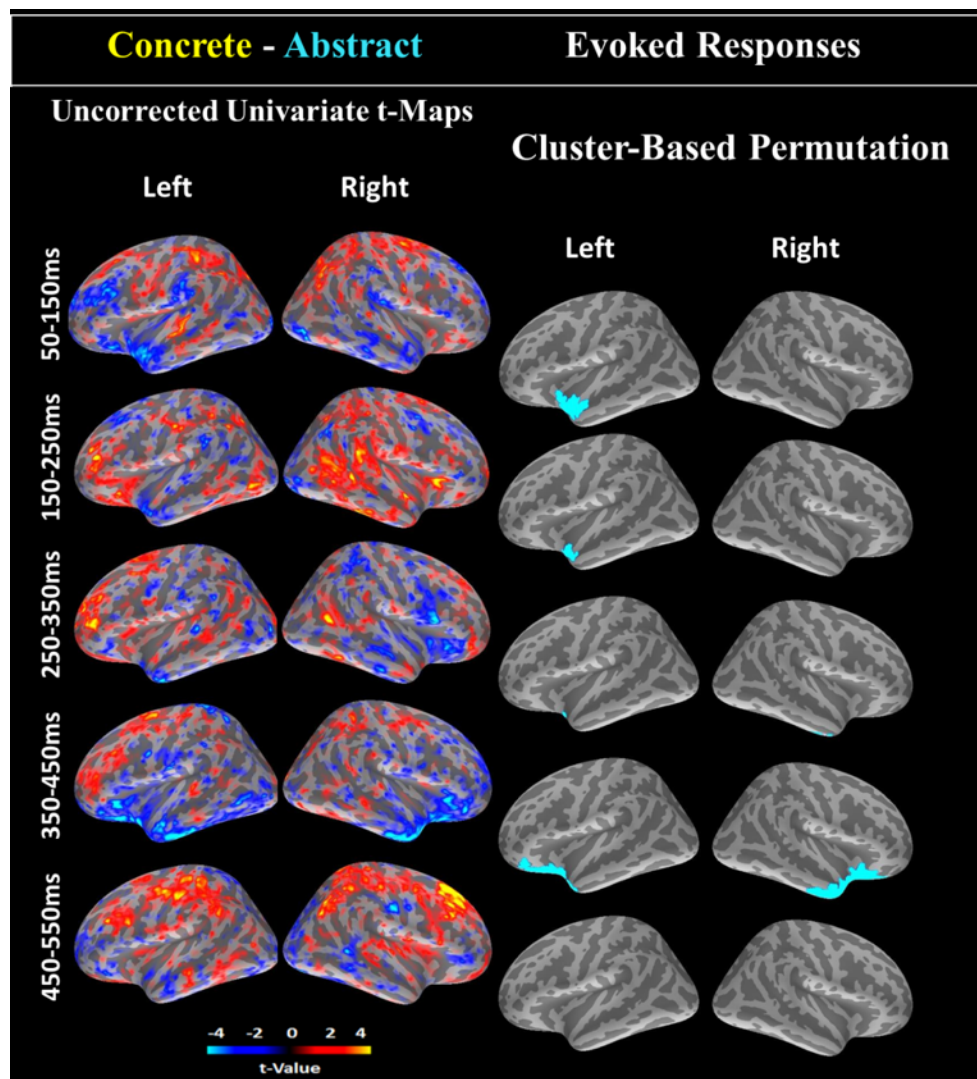 Concrete - Abstract
Evoked Responses
Uncorrected Univariate t-Maps
Cluster-Based Permutation
Left
Right
Left
Right
50-150ms
150-250ms
250-350ms
350-450ms
450-550ms
-4 -2 0 2 4
t-Value